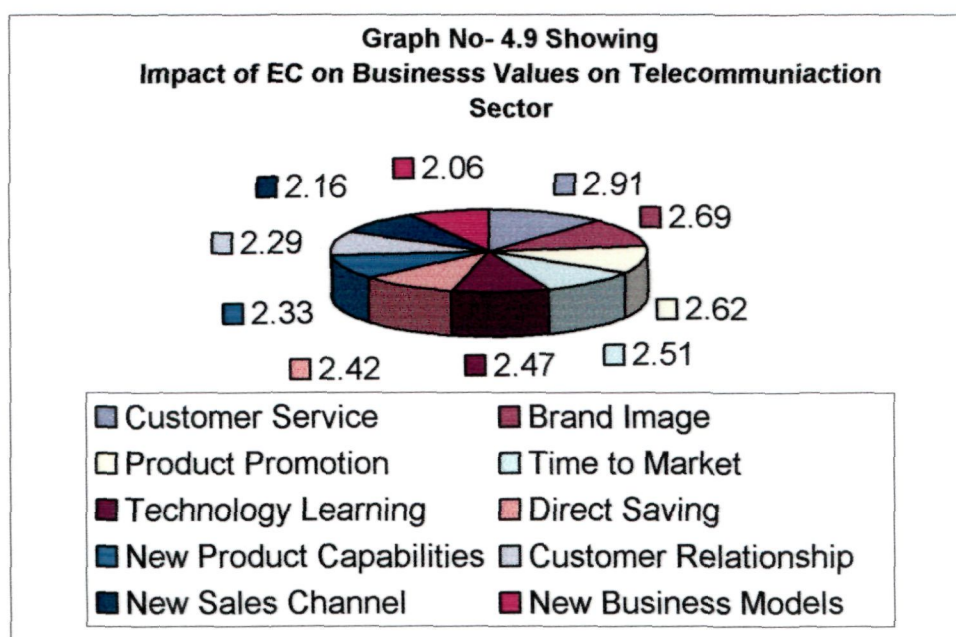 Graph No- 4.9 Showing
Impact of EC on Businesss Values on Telecommuniaction
Sector
2.16
2.06
2.91
2.29
2.69
2.33
2.62
2.42
2.47
2.51
Customer Service
Brand Image
Product Promotion
Time to Market
Technology Learning
Direct Saving
New Product Capabilities
Customer Relationship
New Sales Channel
New Business Models